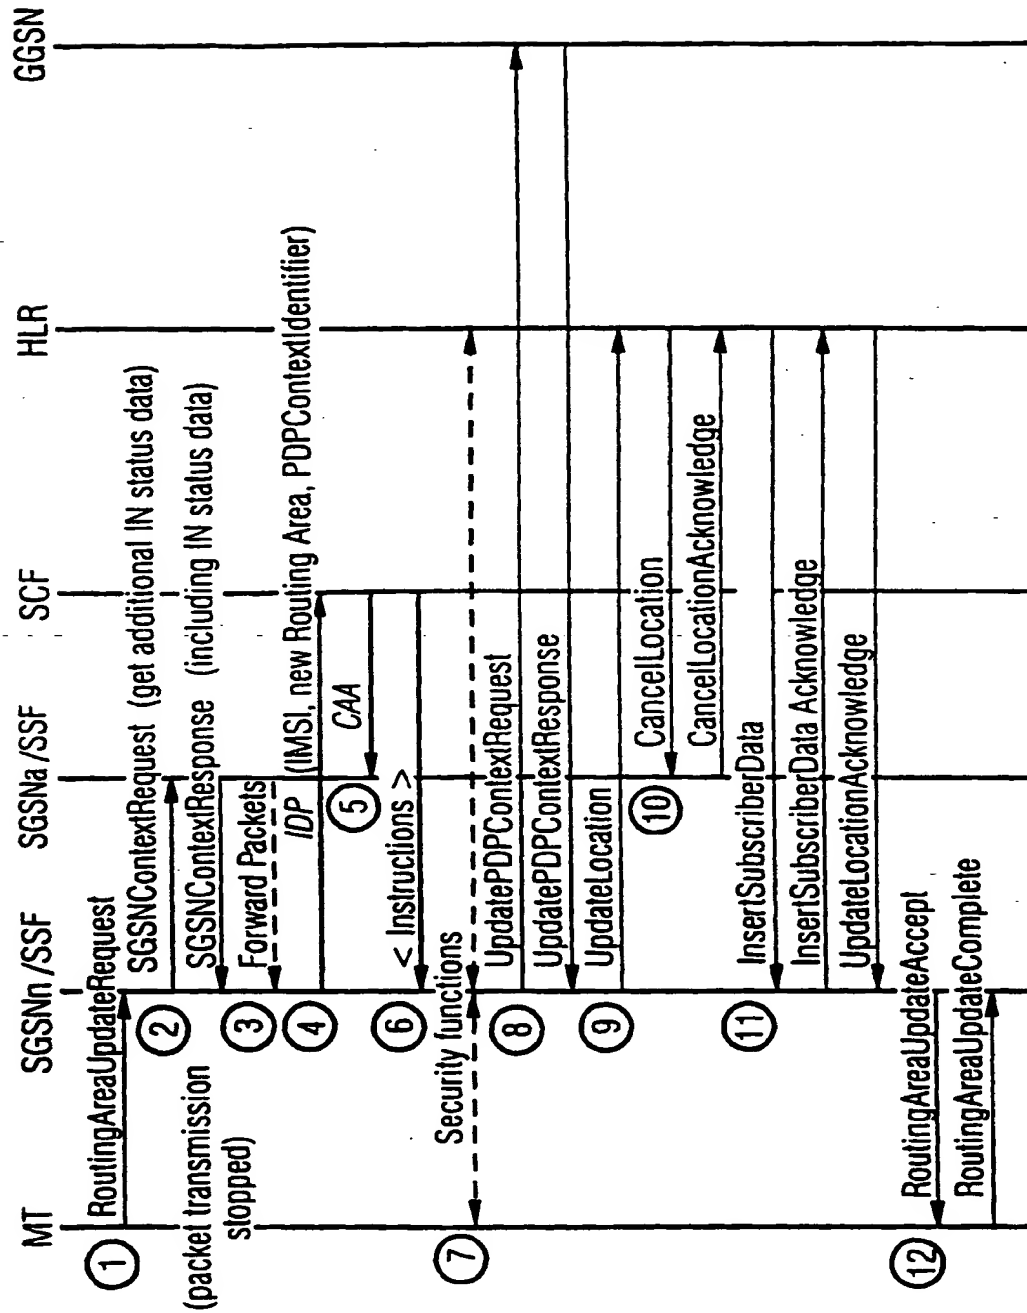 MT
SGSNn /SSF
SGSNa /SSF
SCF
HLR
GGSN
1
RoutingAreaUpdateRequest
(packet transmission
stopped)
2
SGSNContextRequest (get additional IN status data)
SGSNContextResponse (including IN status data)
3
Forward Packets
4
IDP
(IMSI, new Routing Area, PDPContextIdentifier)
5
CAA
6
< Instructions >
7
Security functions
8
UpdatePDPContextRequest
UpdatePDPContextResponse
9
UpdateLocation
10
CancelLocation
CancelLocationAcknowledge
11
InsertSubscriberData
InsertSubscriberData Acknowledge
UpdateLocationAcknowledge
12
RoutingAreaUpdateAccept
RoutingAreaUpdateComplete